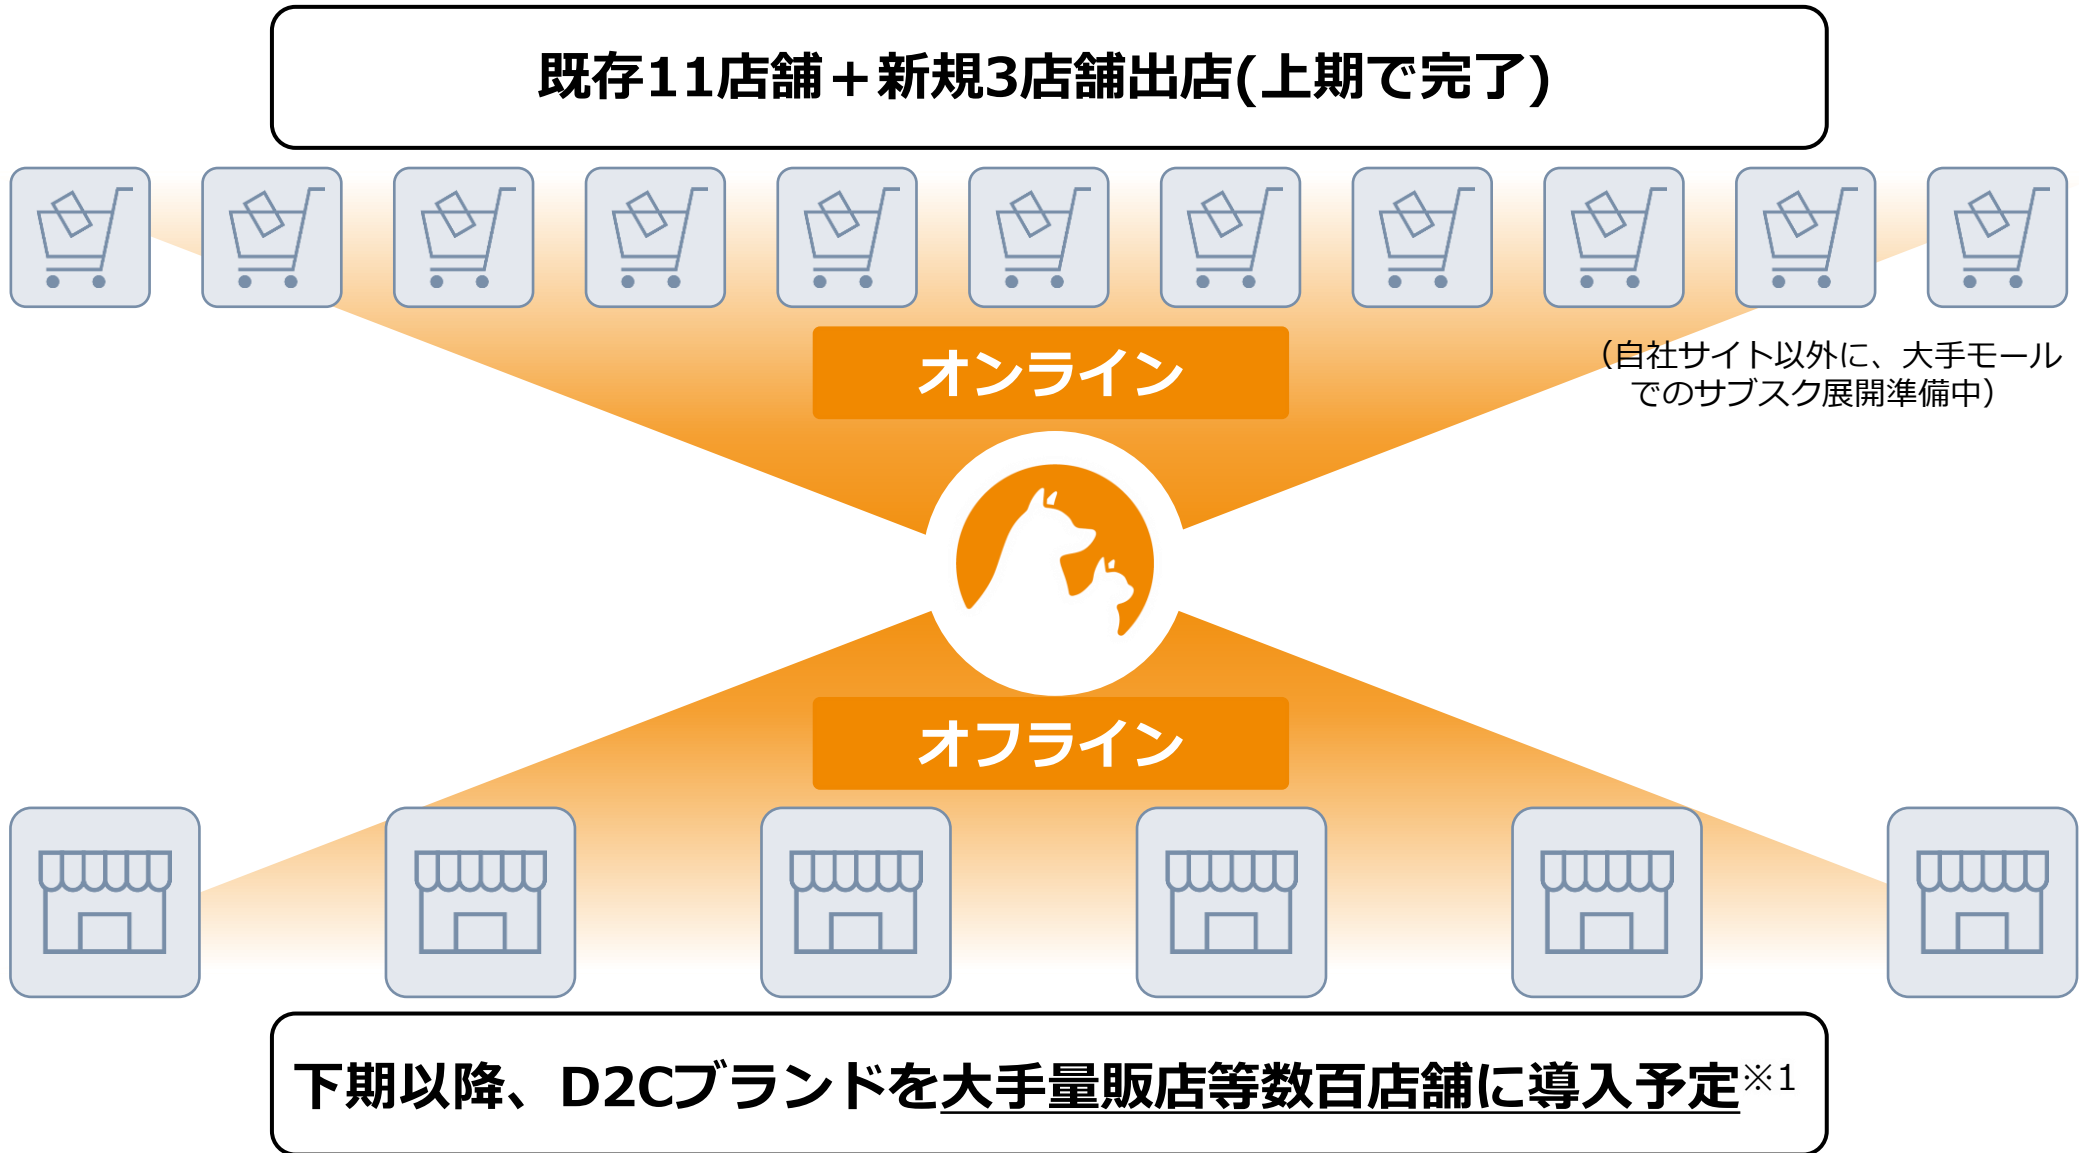 既存11店舗＋新規3店舗出店(上期で完了)
オンライン
（自社サイト以外に、大手モール
でのサブスク展開準備中）
オフライン
下期以降、D2Cブランドを大手量販店等数百店舗に導入予定※1